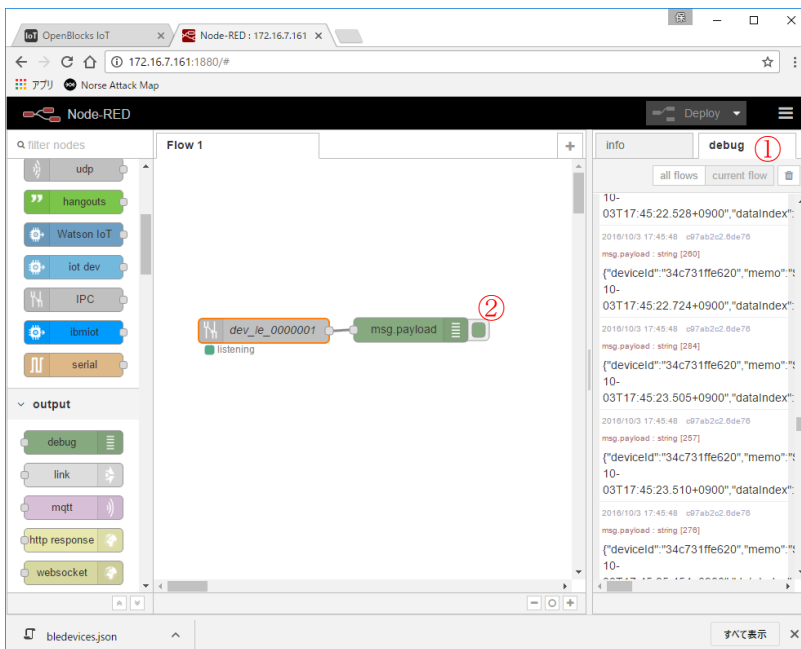 保
OpenBlocks IoT
Node-RED : 172.16.7.161
172.16.7.161:1880/#
アプリ Norse Attack Map
Node-RED
Deploy
filter nodes
Flow 1
info
debug ①
all flows current flow
udp
hangouts
Watson IoT
iot dev
IPC
ibmiot
serial
output
debug
link
mqtt
http response
websocket
②
dev_le_0000001
msg.payload
listening
10-
03T17:45:22.528+0900","dataIndex":
2016/10/3 17:45:48 c97ab2c2.6de76
msg.payload : string [260]
{"deviceId":"34c731ffe620","memo":"S
10-
03T17:45:22.724+0900","dataIndex":
2016/10/3 17:45:48 c97ab2c2.6de76
msg.payload : string [284]
{"deviceId":"34c731ffe620","memo":"S
10-
03T17:45:23.505+0900","dataIndex":
2016/10/3 17:45:48 c97ab2c2.6de76
msg.payload : string [257]
{"deviceId":"34c731ffe620","memo":"S
10-
03T17:45:23.510+0900","dataIndex":
2016/10/3 17:45:48 c97ab2c2.6de76
msg.payload : string [276]
{"deviceId":"34c731ffe620","memo":"S
10-
bledevices.json
すべて表示